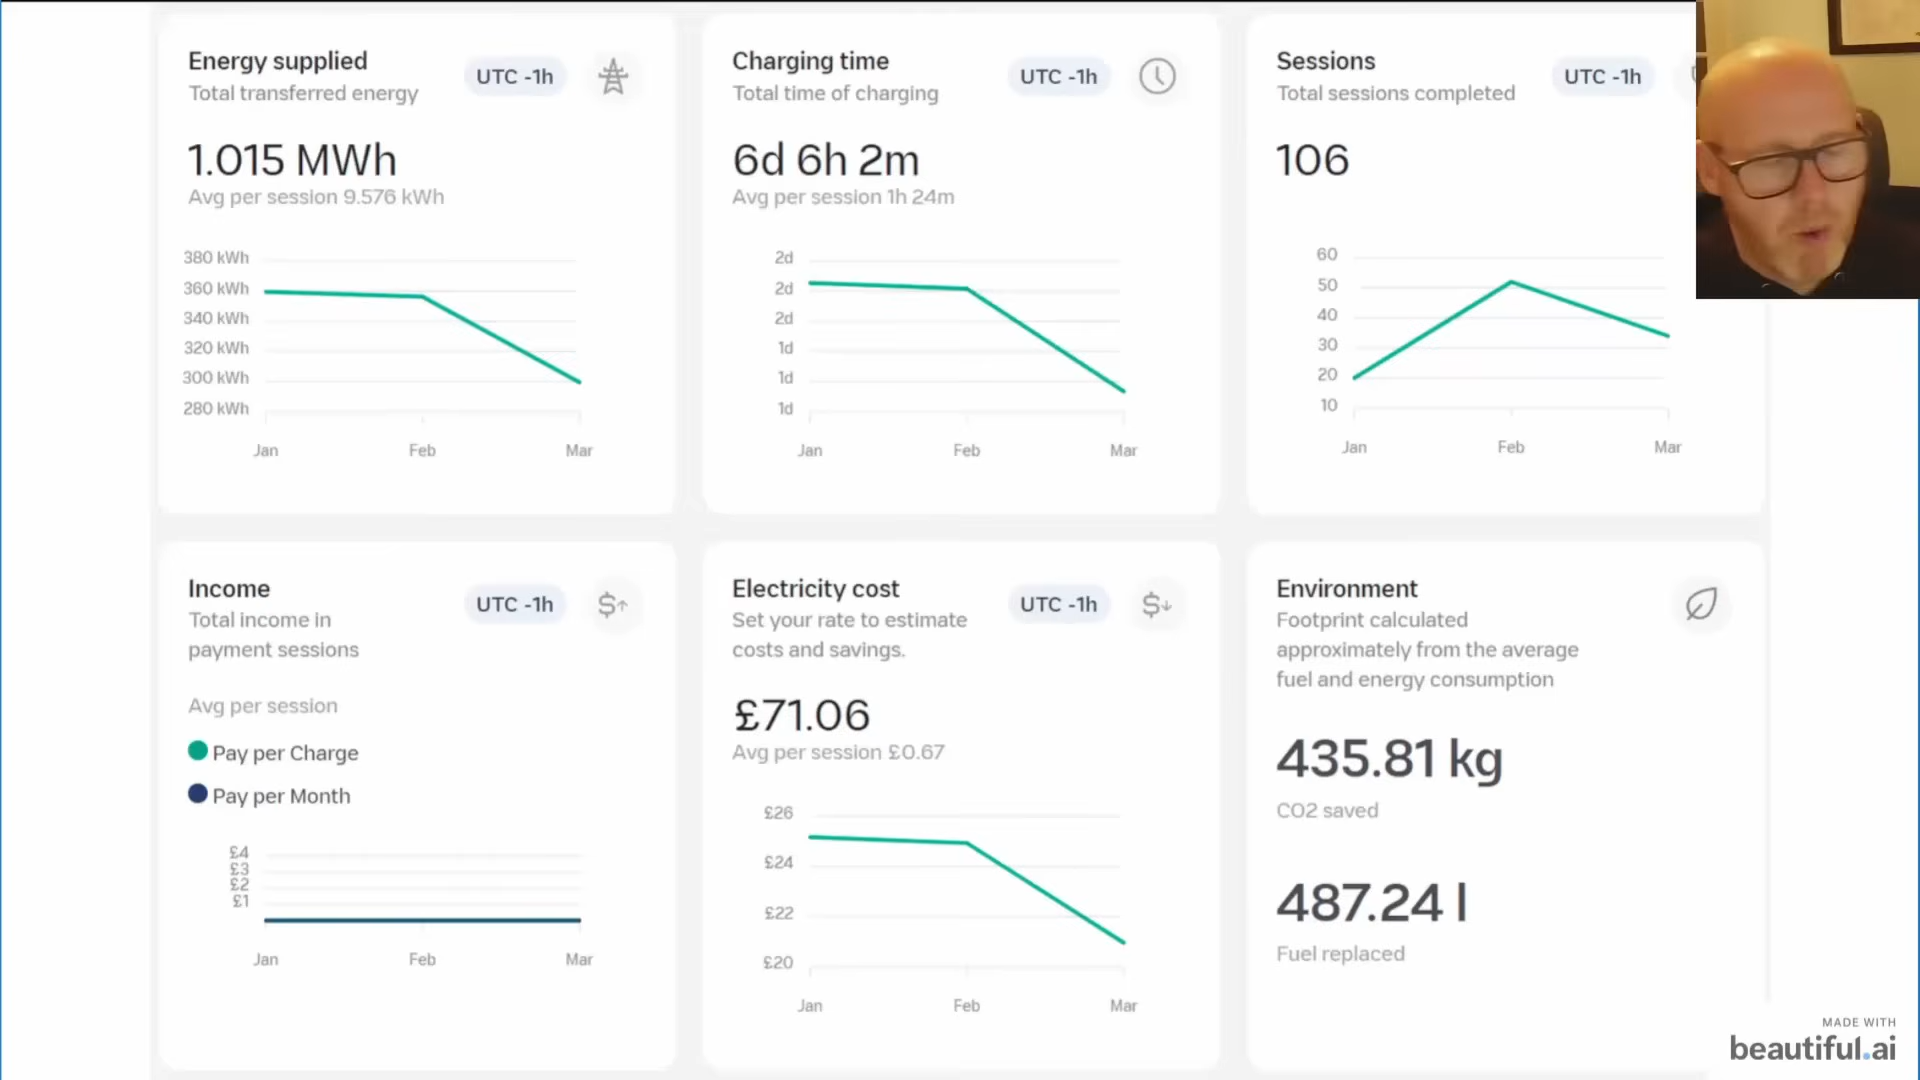 Energy supplied
UTC -1h
Total transferred energy
1.015 MWh
Avg per session 9.576 kWh
380 kWh
360 kWh
340 kWh
320 kWh
300 kWh
280 kWh
Jan
Feb
Mar
Charging time
UTC -1h
Total time of charging
6d 6h 2m
Avg per session 1h 24m
2d
2d
2d
1d
1d
1d
Jan
Feb
Mar
Sessions
UTC -1h
Total sessions completed
106
60
50
40
30
20
10
Jan
Feb
Mar
Income
UTC -1h
Total income in
payment sessions
Avg per session
Pay per Charge
Pay per Month
£4
£3
£2
£1
Jan
Feb
Mar
Electricity cost
UTC -1h
Set your rate to estimate
costs and savings.
£71.06
Avg per session £0.67
£26
£24
£22
£20
Jan
Feb
Mar
Environment
Footprint calculated
approximately from the average
fuel and energy consumption
435.81 kg
CO2 saved
487.24 l
Fuel replaced
MADE WITH
beautiful.ai